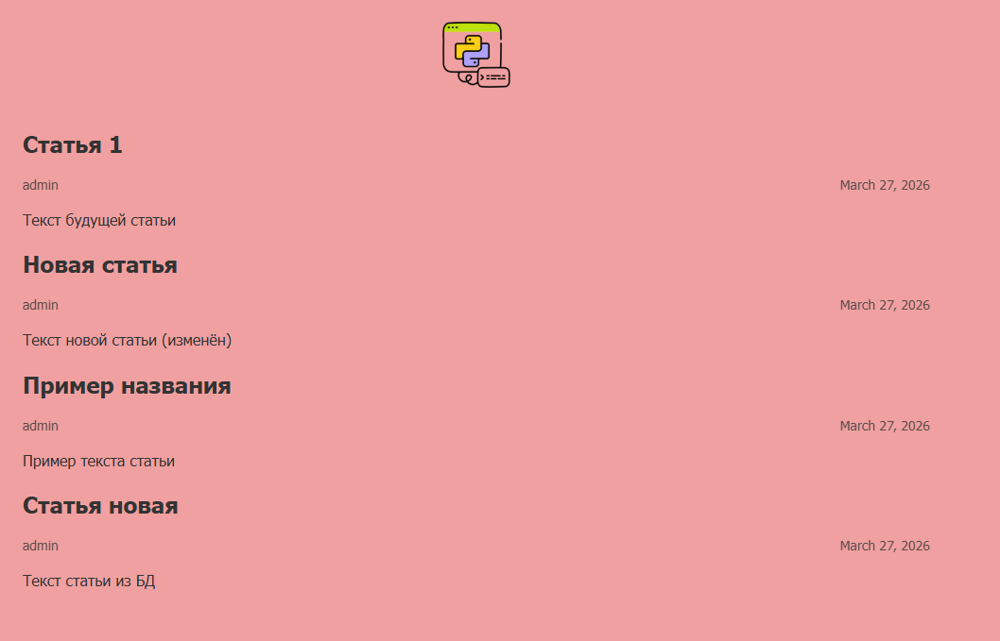 Статья 1
admin March 27, 2026
Текст будущей статьи
Новая статья
admin March 27, 2026
Текст новой статьи (изменён)
Пример названия
admin March 27, 2026
Пример текста статьи
Статья новая
admin March 27, 2026
Текст статьи из БД